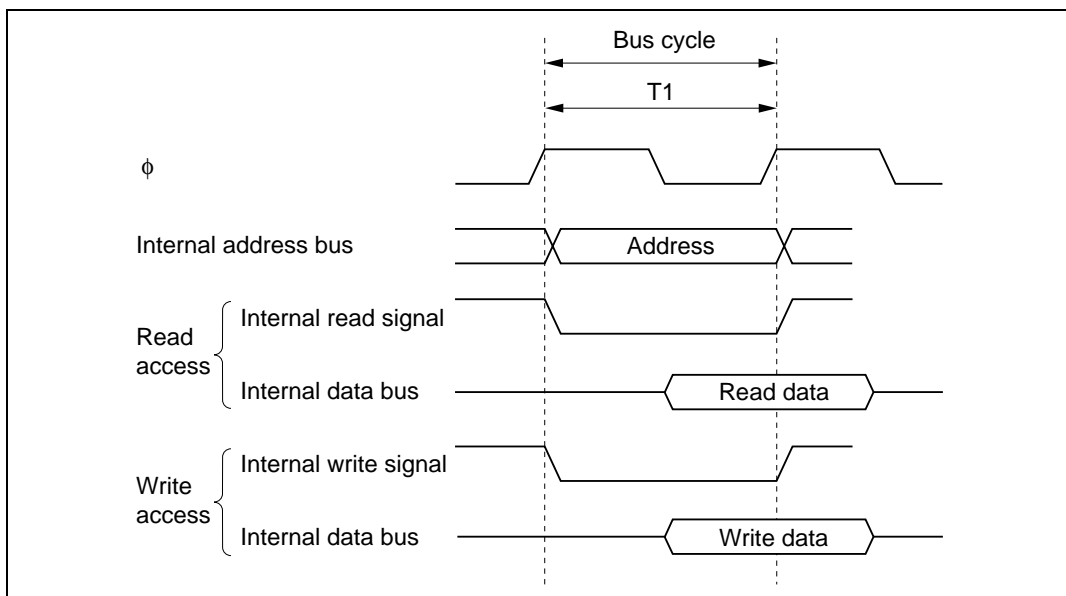 Bus cycle
T1
ϕ
Internal address bus
Address
Read
access
Internal read signal
Internal data bus
Read data
Write
access
Internal write signal
Internal data bus
Write data